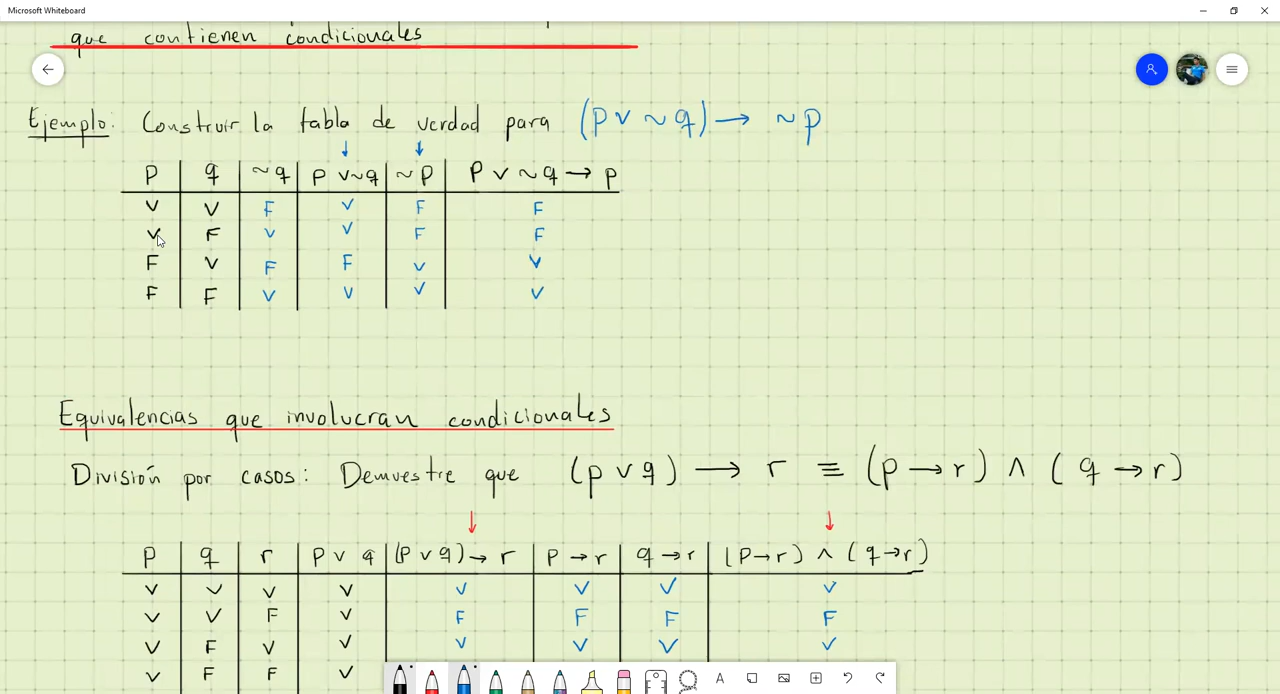 Microsoft Whiteboard
que contienen condicionales
Ejemplo: Construir la tabla de verdad para (p ∨ ~q) → ~p
p q ~q p ∨ ~q ~p p ∨ ~q → p
V V F V F F
V F V V F F
F V F F V V
F F V V V V
Equivalencias que involucran condicionales
División por casos: Demuestre que (p ∨ q) → r ≡ (p → r) ∧ (q → r)
p q r p ∨ q (p ∨ q) → r p → r q → r (p → r) ∧ (q → r)
V V V V V V V V
V V F V F F F F
V F V V V V V V
V F F V
A